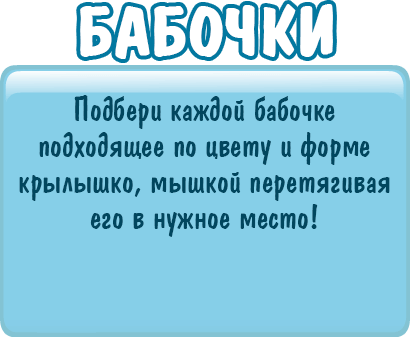 БАБОЧКИ
Подбери каждой бабочке
подходящее по цвету и форме
крылышко, мышкой перетягивая
его в нужное место!